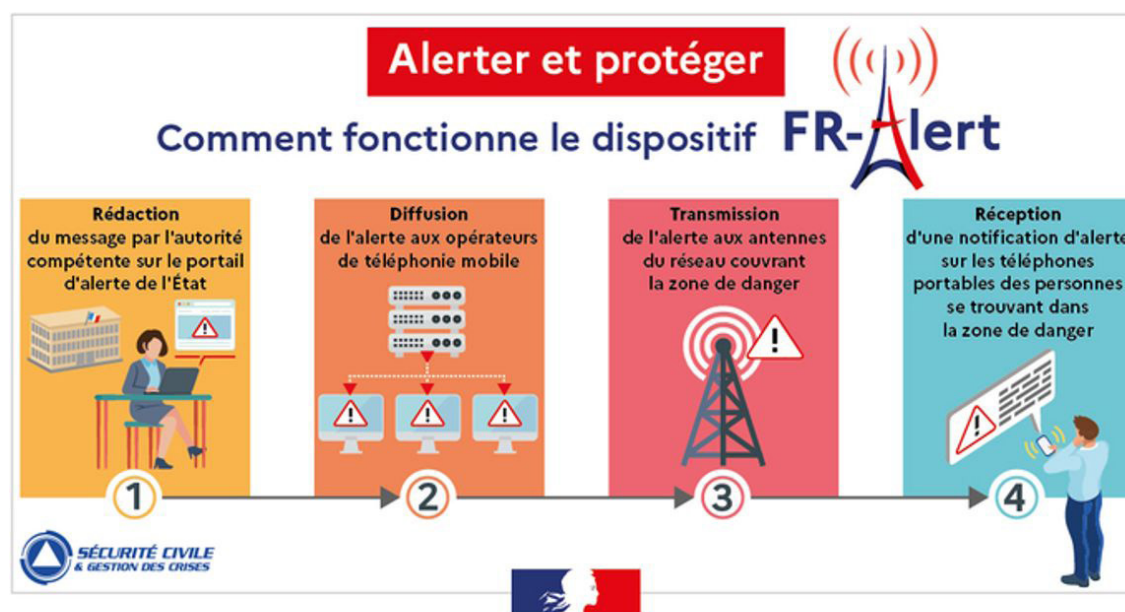 Alerter et protéger
Comment fonctionne le dispositif FR-Alert
Rédaction
du message par l'autorité
compétente sur le portail
d'alerte de l'État
1
Diffusion
de l'alerte aux opérateurs
de téléphonie mobile
2
Transmission
de l'alerte aux antennes
du réseau couvrant
la zone de danger
3
Réception
d'une notification d'alerte
sur les téléphones
portables des personnes
se trouvant dans
la zone de danger
4
SÉCURITÉ CIVILE
& GESTION DES CRISES